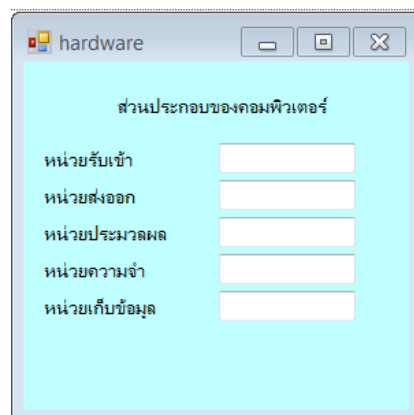 hardware
ส่วนประกอบของคอมพิวเตอร์
หน่วยรับเข้า
หน่วยส่งออก
หน่วยประมวลผล
หน่วยความจำ
หน่วยเก็บข้อมูล